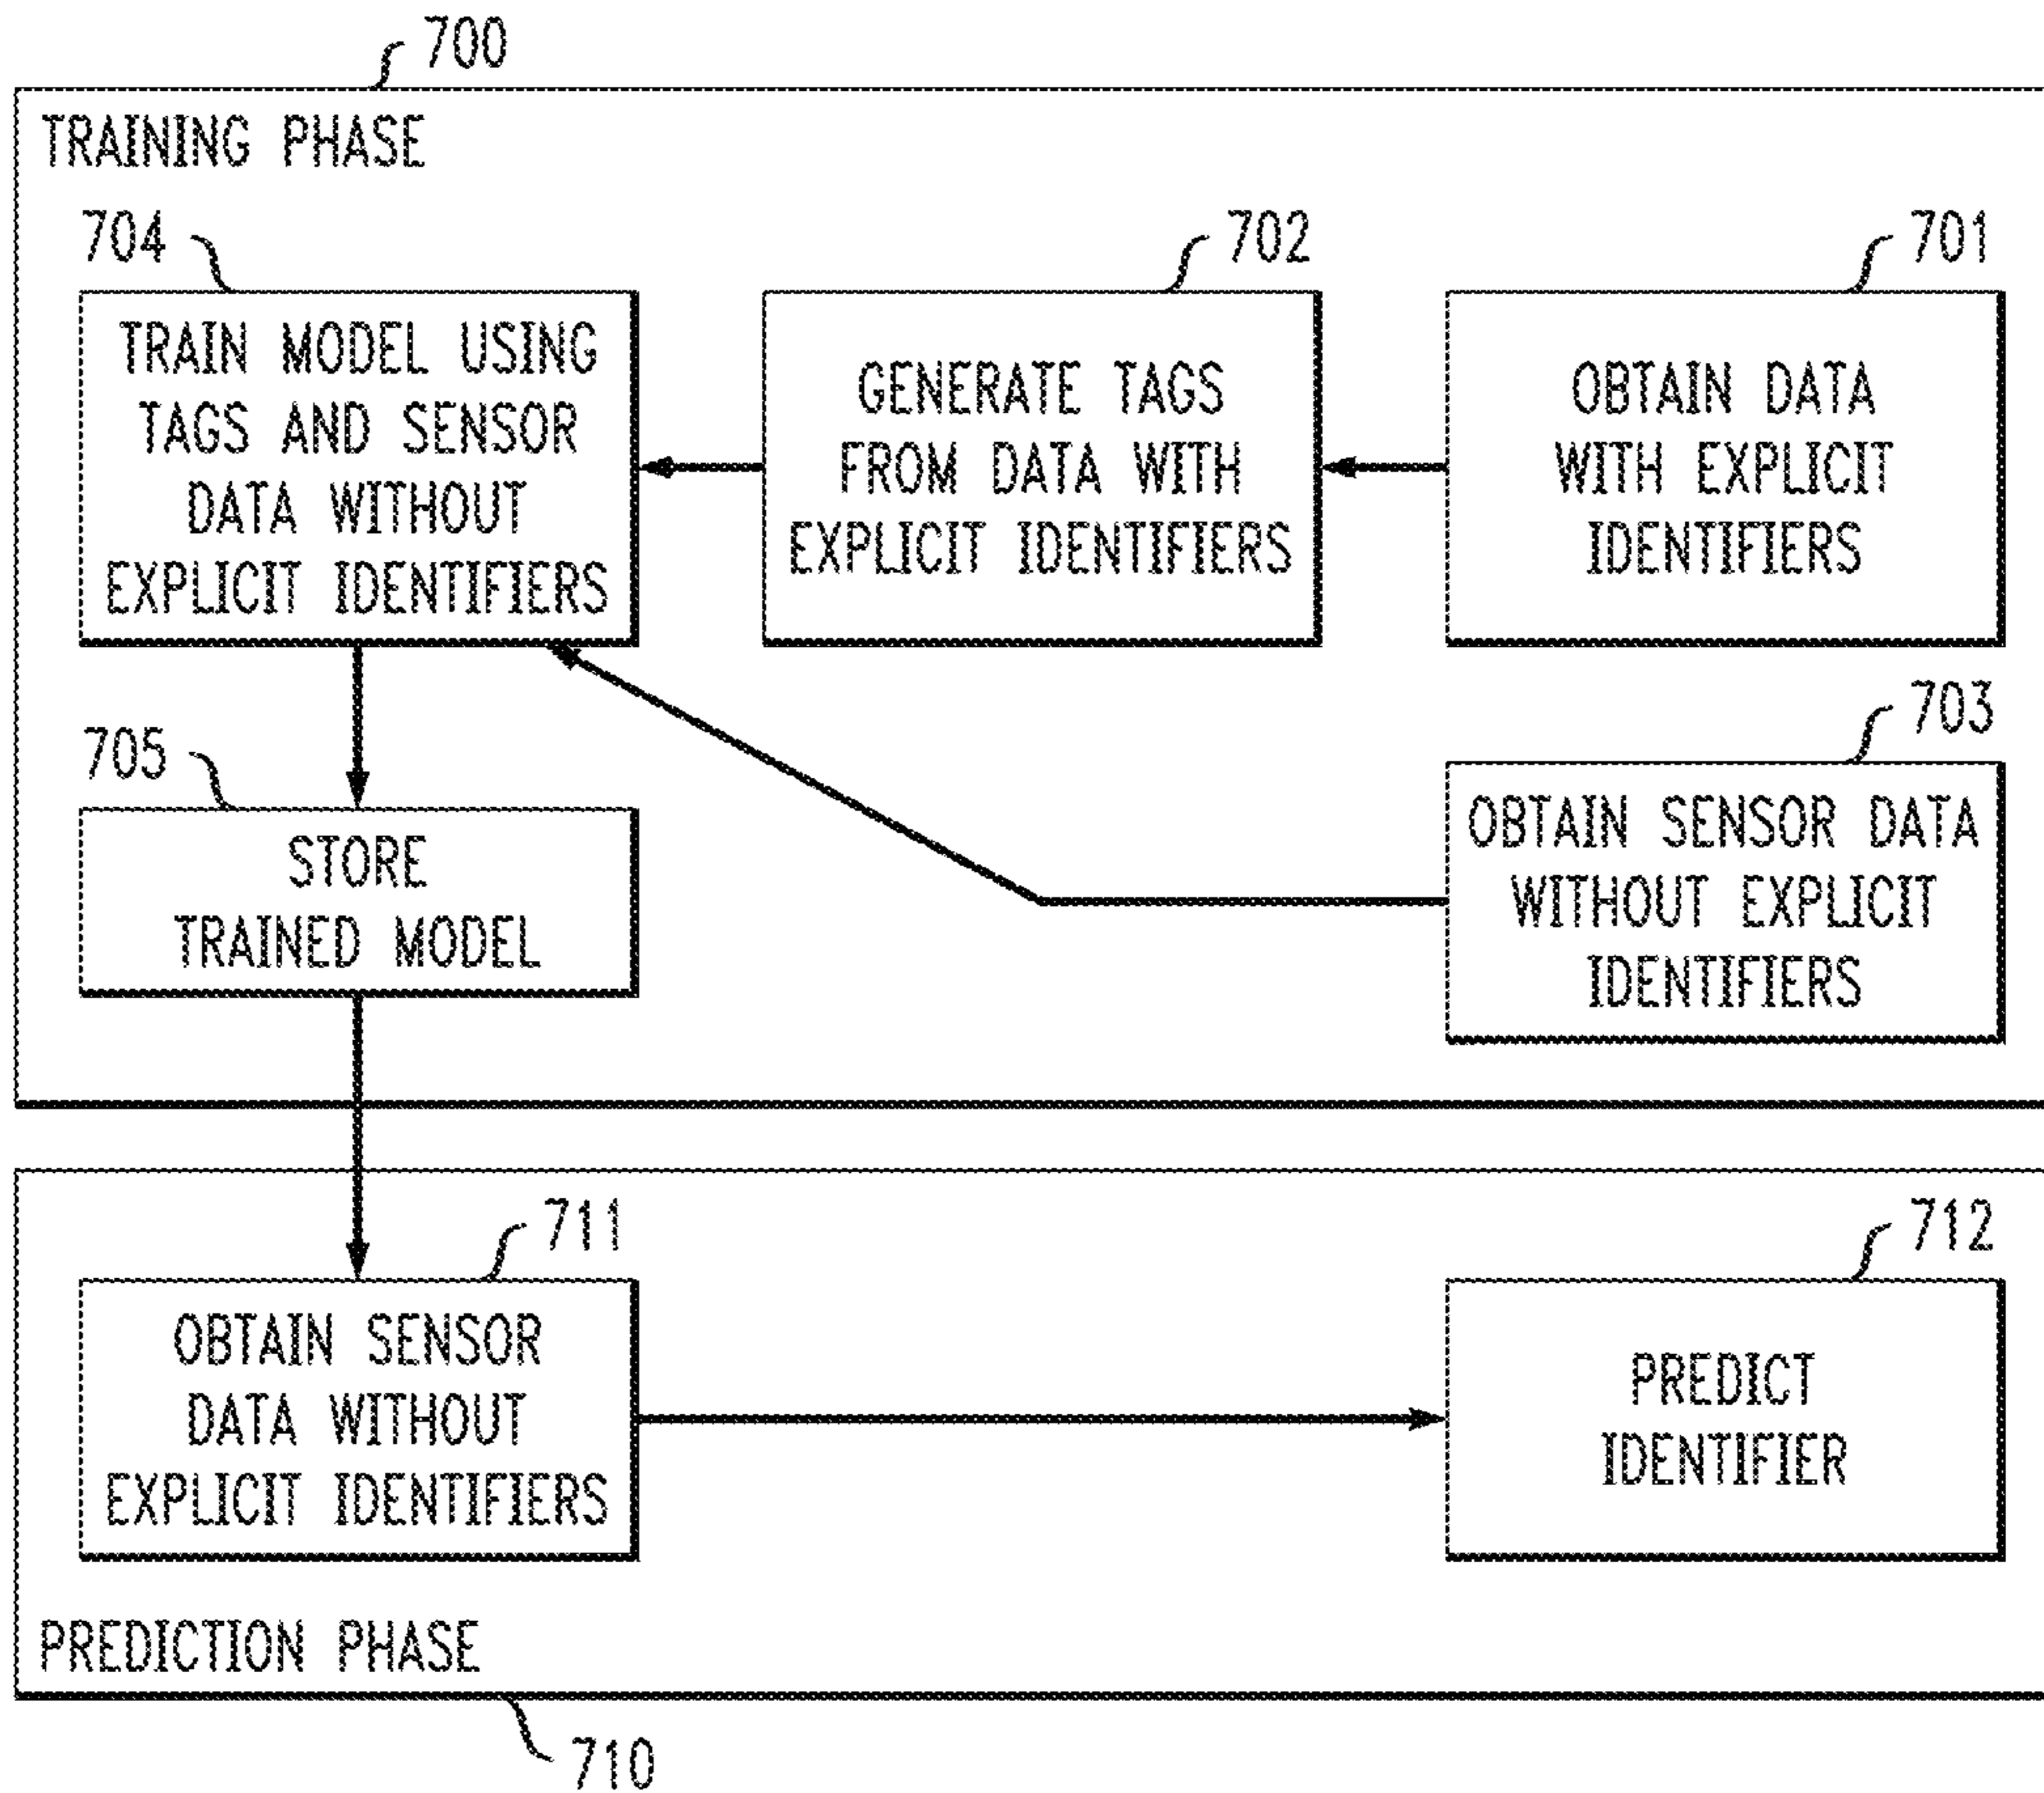 700
TRAINING PHASE
704
TRAIN MODEL USING
TAGS AND SENSOR
DATA WITHOUT
EXPLICIT IDENTIFIERS
702
GENERATE TAGS
FROM DATA WITH
EXPLICIT IDENTIFIERS
701
OBTAIN DATA
WITH EXPLICIT
IDENTIFIERS
705
STORE
TRAINED MODEL
703
OBTAIN SENSOR DATA
WITHOUT EXPLICIT
IDENTIFIERS
711
OBTAIN SENSOR
DATA WITHOUT
EXPLICIT IDENTIFIERS
712
PREDICT
IDENTIFIER
PREDICTION PHASE
710